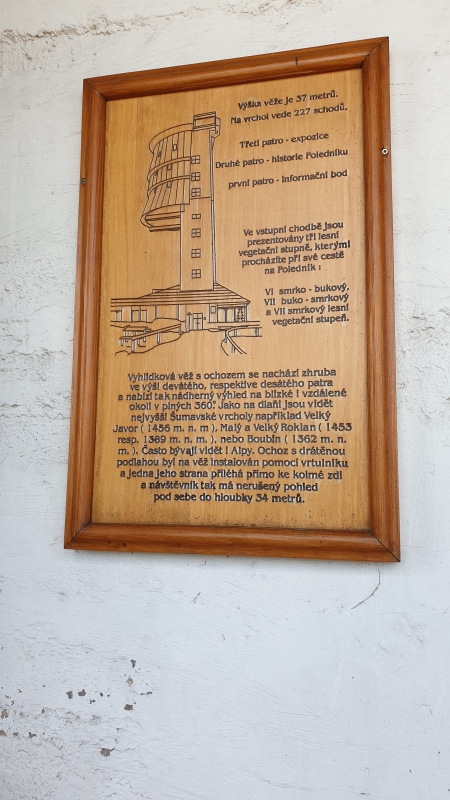 Výška věže je 37 metrů.
Na vrchol vede 227 schodů.
Třetí patro - expozice
Druhé patro - historie Poledníku
první patro - informační bod
Ve vstupní chodbě jsou
prezentovány tři lesní
vegetační stupně, kterými
procházíte při své cestě
na Poledník :
VI smrko - bukový,
VII buko - smrkový
a VII smrkový lesní
vegetační stupeň.
Vyhlídková věž s ochozem se nachází zhruba
ve výši devátého, respektive desátého patra
a nabízí tak nádherný výhled na blízké i vzdálené
okolí v plných 360°. Jako na dlani jsou vidět
nejvyšší Šumavské vrcholy například Velký
Javor ( 1456 m. n. m ), Malý a Velký Roklan ( 1453
resp. 1389 m. n. m. ), nebo Boubín ( 1362 m. n.
m. ). Často bývají vidět i Alpy. Ochoz s drátěnou
podlahou byl na věž instalován pomocí vrtulníku
a jedna jeho strana přiléhá přímo ke kolmé zdi
a návštěvník tak má nerušený pohled
pod sebe do hloubky 34 metrů.